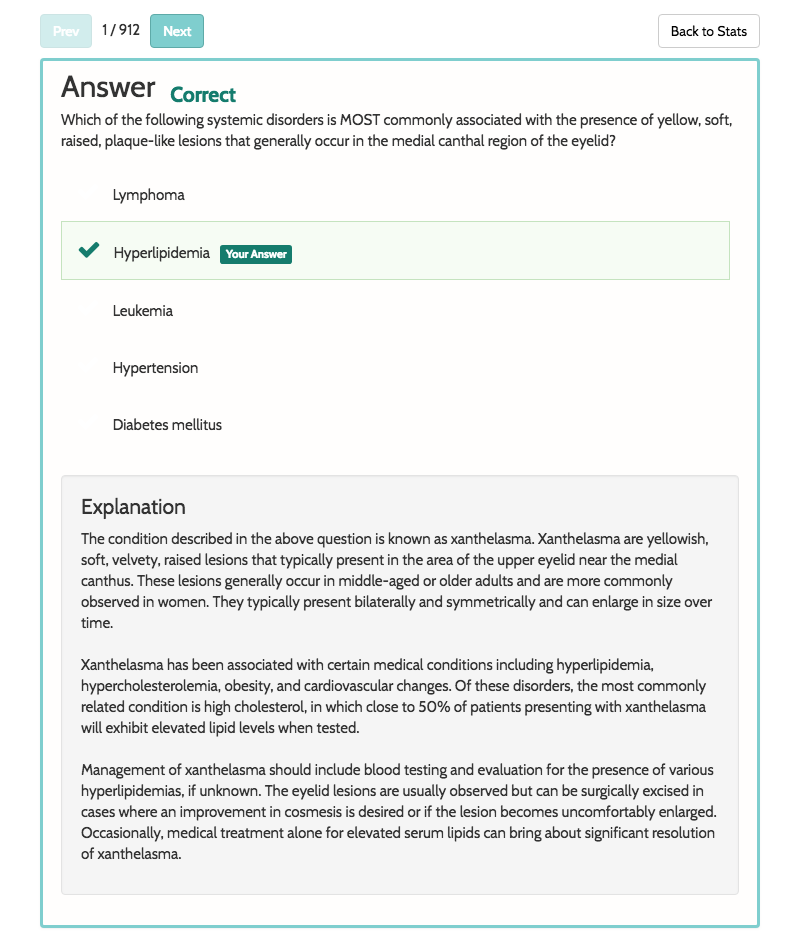 Prev 1 / 912 Next Back to Stats
Answer Correct
Which of the following systemic disorders is MOST commonly associated with the presence of yellow, soft,
raised, plaque-like lesions that generally occur in the medial canthal region of the eyelid?
Lymphoma
Hyperlipidemia Your Answer
Leukemia
Hypertension
Diabetes mellitus
Explanation
The condition described in the above question is known as xanthelasma. Xanthelasma are yellowish,
soft, velvety, raised lesions that typically present in the area of the upper eyelid near the medial
canthus. These lesions generally occur in middle-aged or older adults and are more commonly
observed in women. They typically present bilaterally and symmetrically and can enlarge in size over
time.
Xanthelasma has been associated with certain medical conditions including hyperlipidemia,
hypercholesterolemia, obesity, and cardiovascular changes. Of these disorders, the most commonly
related condition is high cholesterol, in which close to 50% of patients presenting with xanthelasma
will exhibit elevated lipid levels when tested.
Management of xanthelasma should include blood testing and evaluation for the presence of various
hyperlipidemias, if unknown. The eyelid lesions are usually observed but can be surgically excised in
cases where an improvement in cosmesis is desired or if the lesion becomes uncomfortably enlarged.
Occasionally, medical treatment alone for elevated serum lipids can bring about significant resolution
of xanthelasma.